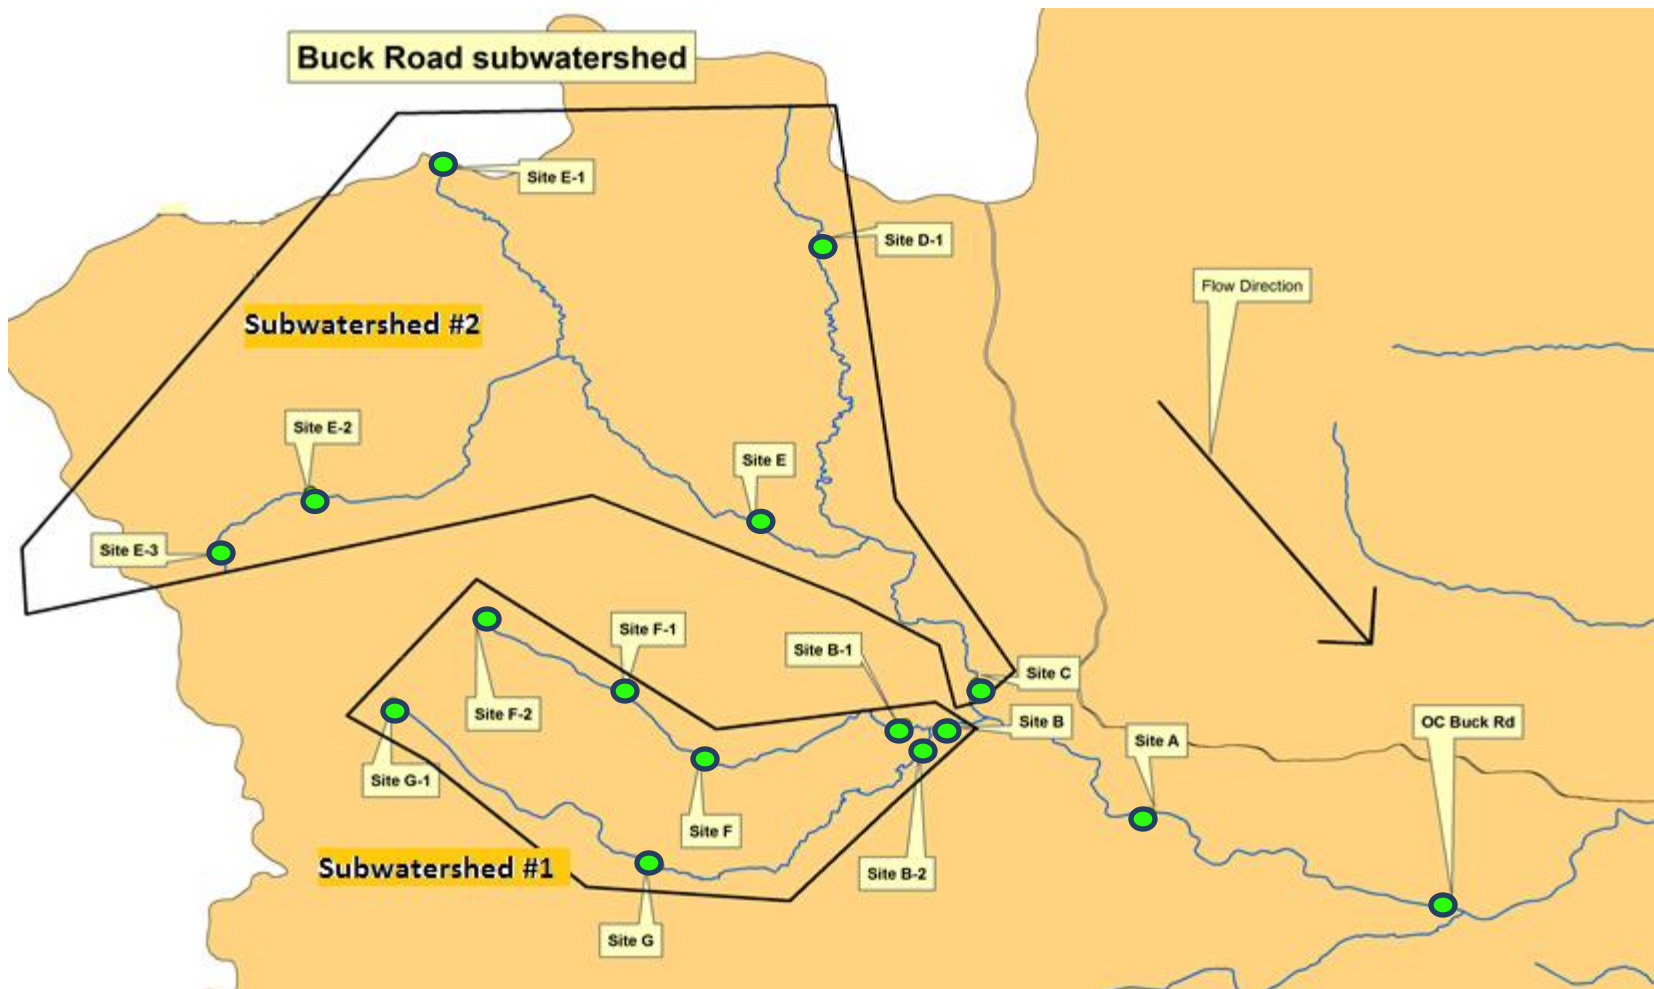 Buck Road subwatershed
Site E-1
Site D-1
Flow Direction
Subwatershed #2
Site E-2
Site E
Site E-3
Site F-1
Site B-1
Site C
Site F-2
Site B
OC Buck Rd
Site A
Site G-1
Site F
Subwatershed #1
Site B-2
Site G